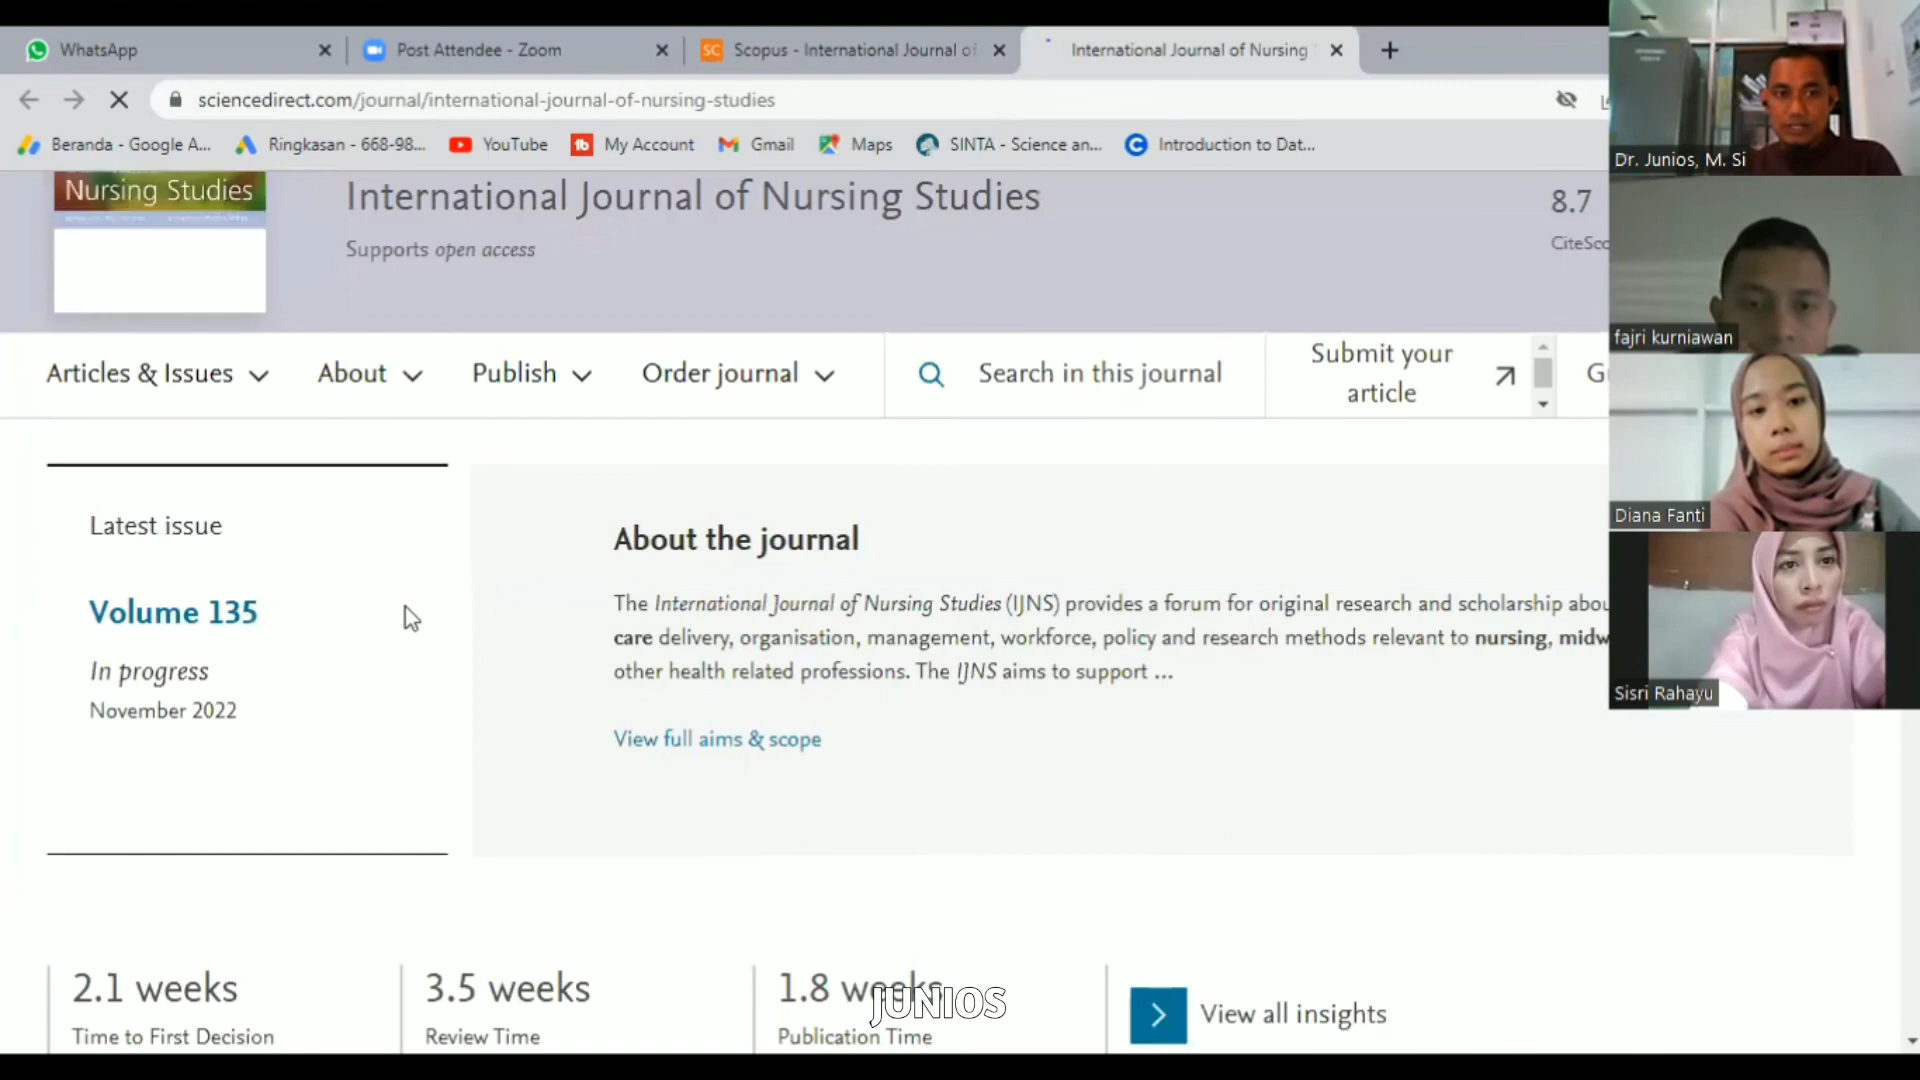 WhatsApp
Post Attendee - Zoom
Scopus - International Journal of
International Journal of Nursing
sciencedirect.com/journal/international-journal-of-nursing-studies
Beranda - Google A...
Ringkasan - 668-98...
YouTube
My Account
Gmail
Maps
SINTA - Science an...
Introduction to Dat...
Nursing Studies
International Journal of Nursing Studies
Supports open access
8.7
CiteSco
Articles & Issues
About
Publish
Order journal
Search in this journal
Submit your
article
G
Latest issue
Volume 135
In progress
November 2022
About the journal
The International Journal of Nursing Studies (IJNS) provides a forum for original research and scholarship abou
care delivery, organisation, management, workforce, policy and research methods relevant to nursing, midw
other health related professions. The IJNS aims to support ...
View full aims & scope
2.1 weeks
Time to First Decision
3.5 weeks
Review Time
1.8 weeks
Publication Time
JUNIOS
View all insights
Dr. Junios, M. Si
fajri kurniawan
Diana Fanti
Sisri Rahayu